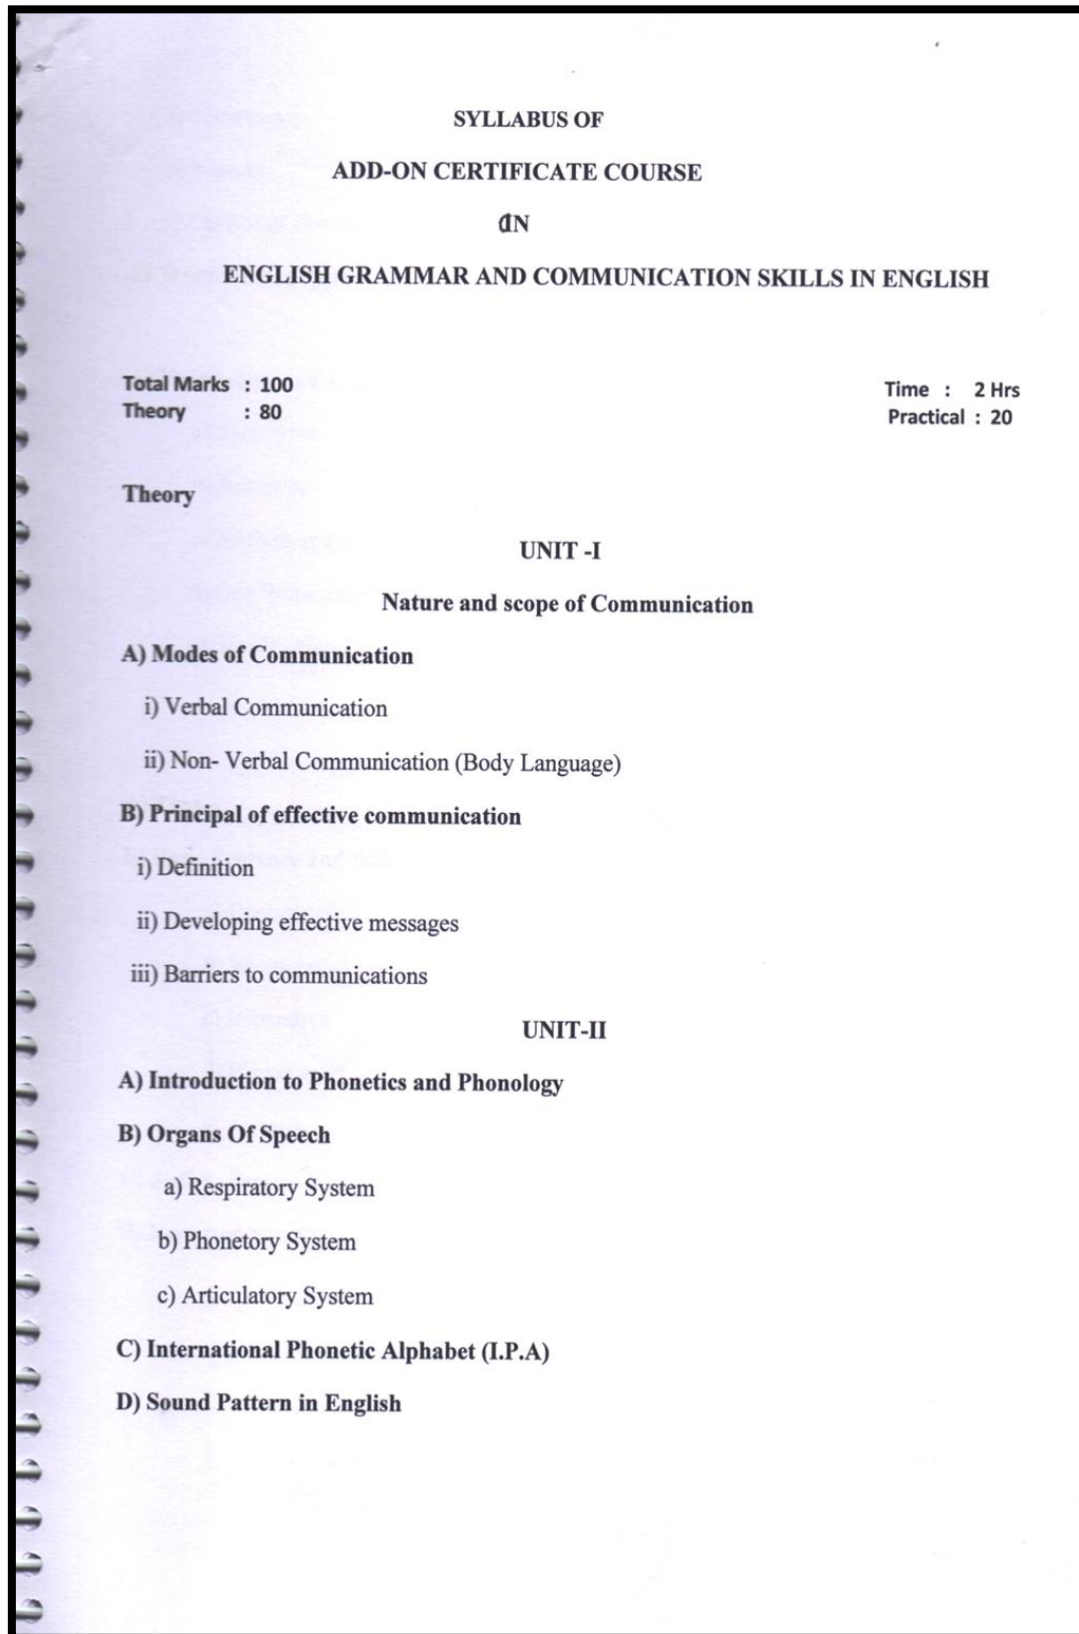 SYLLABUS OF
ADD-ON CERTIFICATE COURSE
IN
ENGLISH GRAMMAR AND COMMUNICATION SKILLS IN ENGLISH
Total Marks : 100
Time : 2 Hrs
Theory : 80
Practical : 20
Theory
UNIT -I
Nature and scope of Communication
A) Modes of Communication
i) Verbal Communication
ii) Non- Verbal Communication (Body Language)
B) Principal of effective communication
i) Definition
ii) Developing effective messages
iii) Barriers to communications
UNIT-II
A) Introduction to Phonetics and Phonology
B) Organs Of Speech
a) Respiratory System
b) Phonetory System
c) Articulatory System
C) International Phonetic Alphabet (I.P.A)
D) Sound Pattern in English